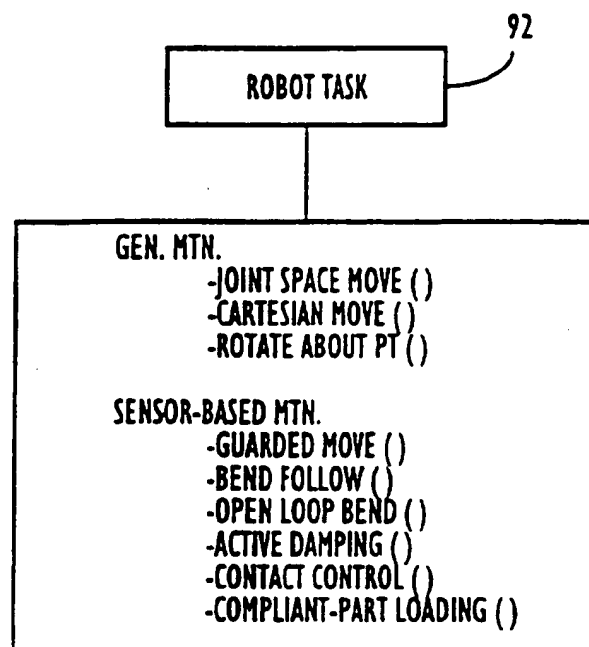 92
ROBOT TASK
GEN. MTN.
-JOINT SPACE MOVE ( )
-CARTESIAN MOVE ( )
-ROTATE ABOUT PT ( )
SENSOR-BASED MTN.
-GUARDED MOVE ( )
-BEND FOLLOW ( )
-OPEN LOOP BEND ( )
-ACTIVE DAMPING ( )
-CONTACT CONTROL ( )
-COMPLIANT-PART LOADING ( )